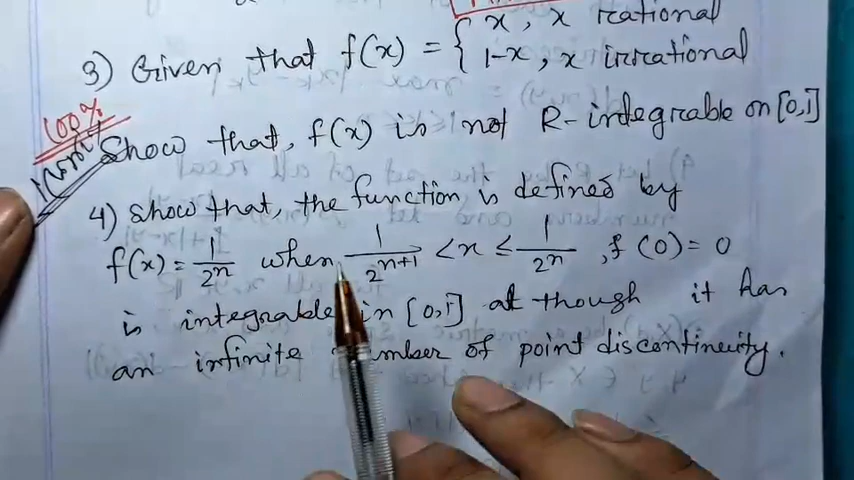 3) Given that f(x) = { x, x rational
1-x, x irrational
100%
Show that, f(x) is not R-integrable on [0,1]
4) Show that, the function is defined by
f(x) = 1/2^n when 1/2^(n+1) < x ≤ 1/2^n, f(0) = 0
is integrable in [0,1] at though it has
an infinite number of point discontinuity.